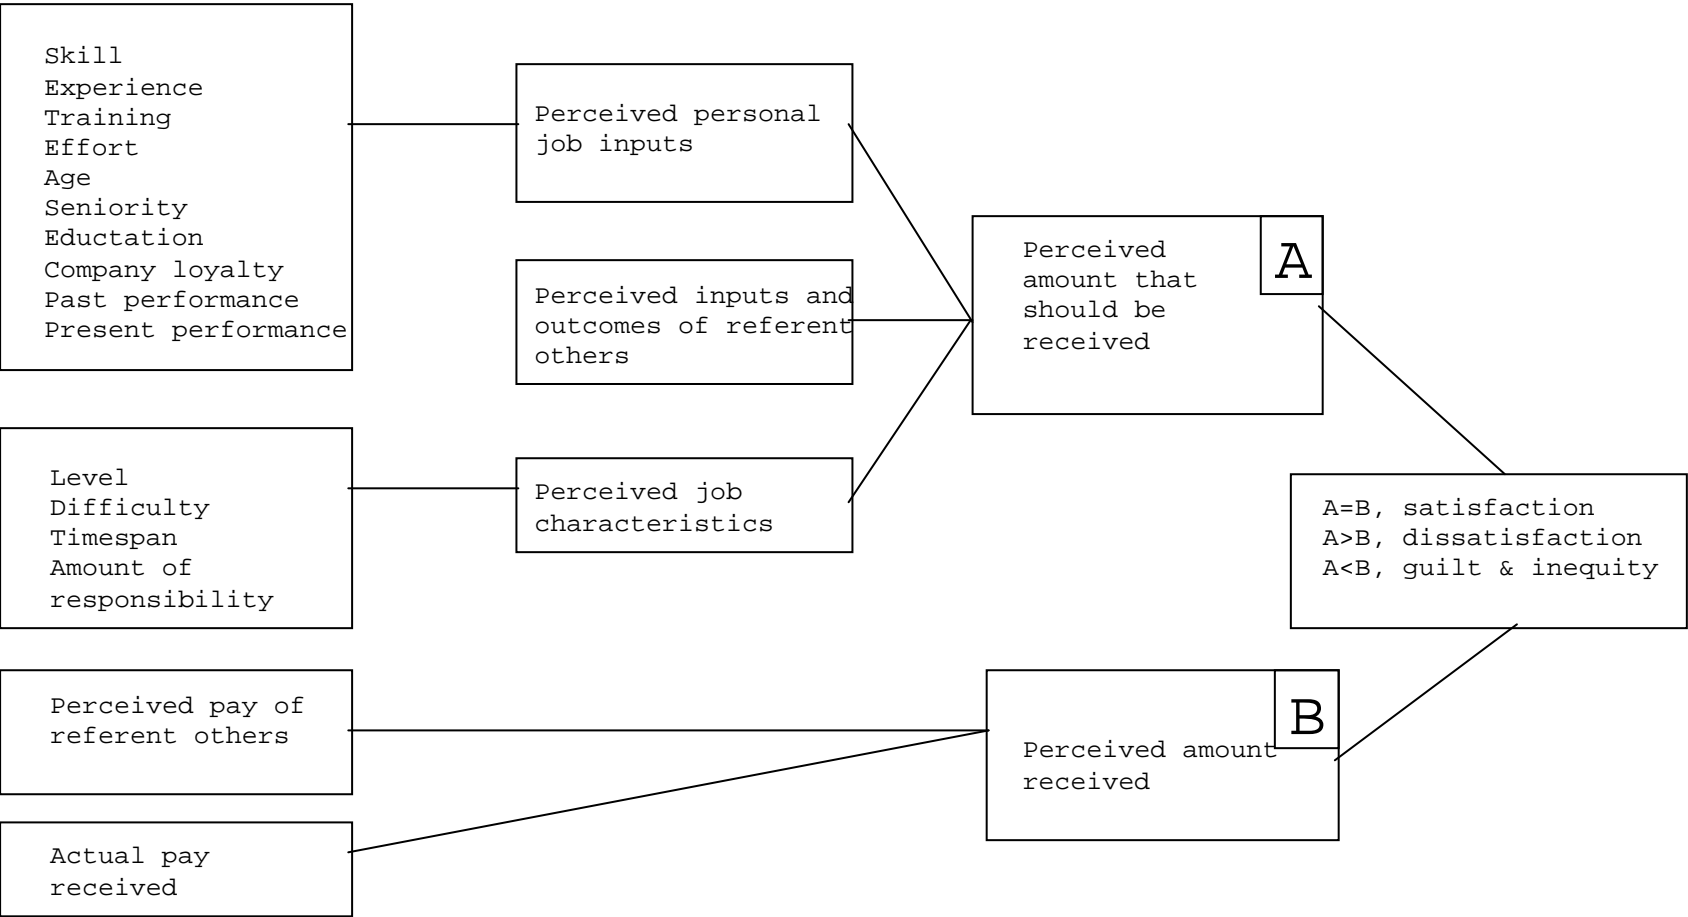 Skill
Experience
Training
Effort
Age
Seniority
Eductation
Company loyalty
Past performance
Present performance
Perceived personal
job inputs
Perceived inputs and
outcomes of referent
others
Perceived
amount that
should be
received
A
Level
Difficulty
Timespan
Amount of
responsibility
Perceived job
characteristics
A=B, satisfaction
A>B, dissatisfaction
A<B, guilt & inequity
Perceived pay of
referent others
B
Perceived amount
received
Actual pay
received